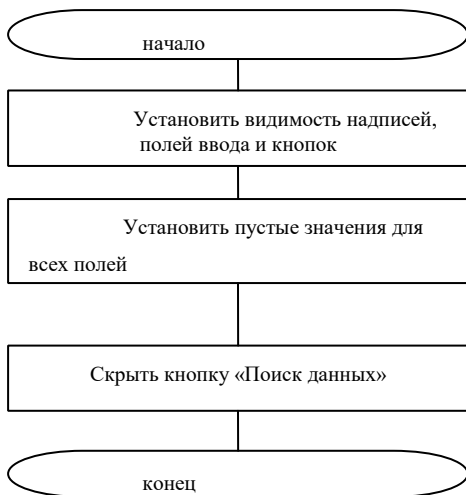 начало
Установить видимость надписей,
полей ввода и кнопок
Установить пустые значения для
всех полей
Скрыть кнопку «Поиск данных»
конец